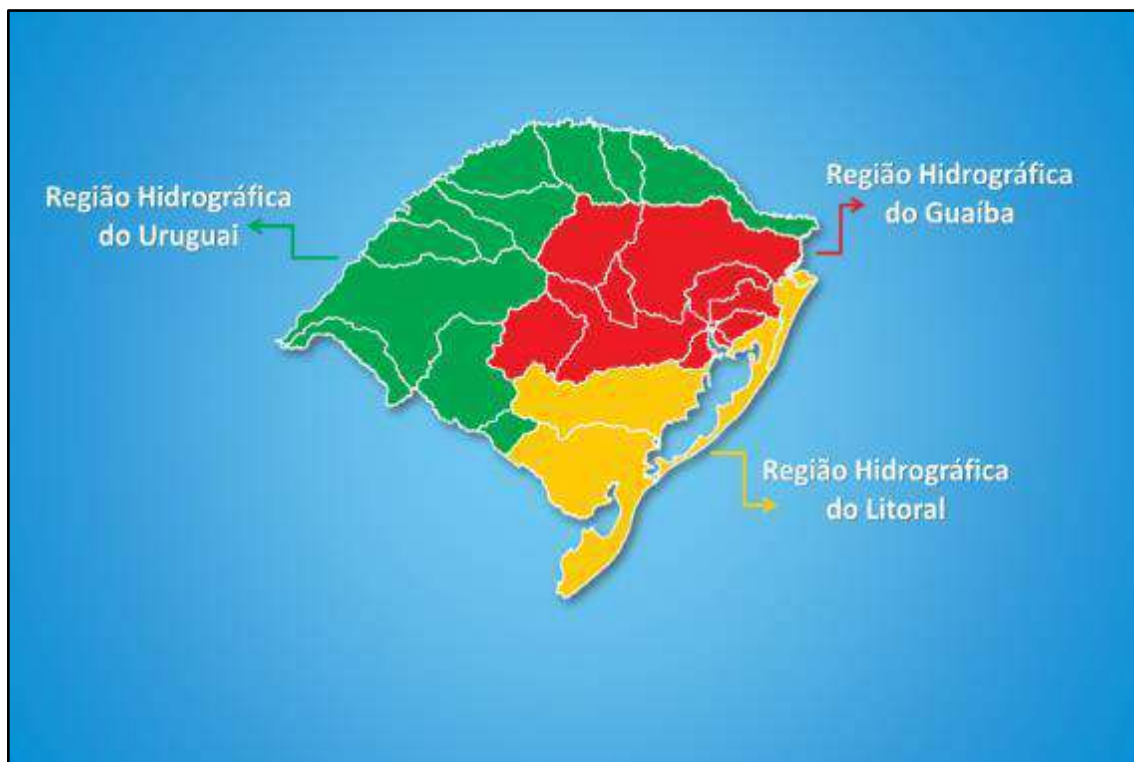 Região Hidrográfica
do Uruguai
Região Hidrográfica
do Guaíba
Região Hidrográfica
do Litoral